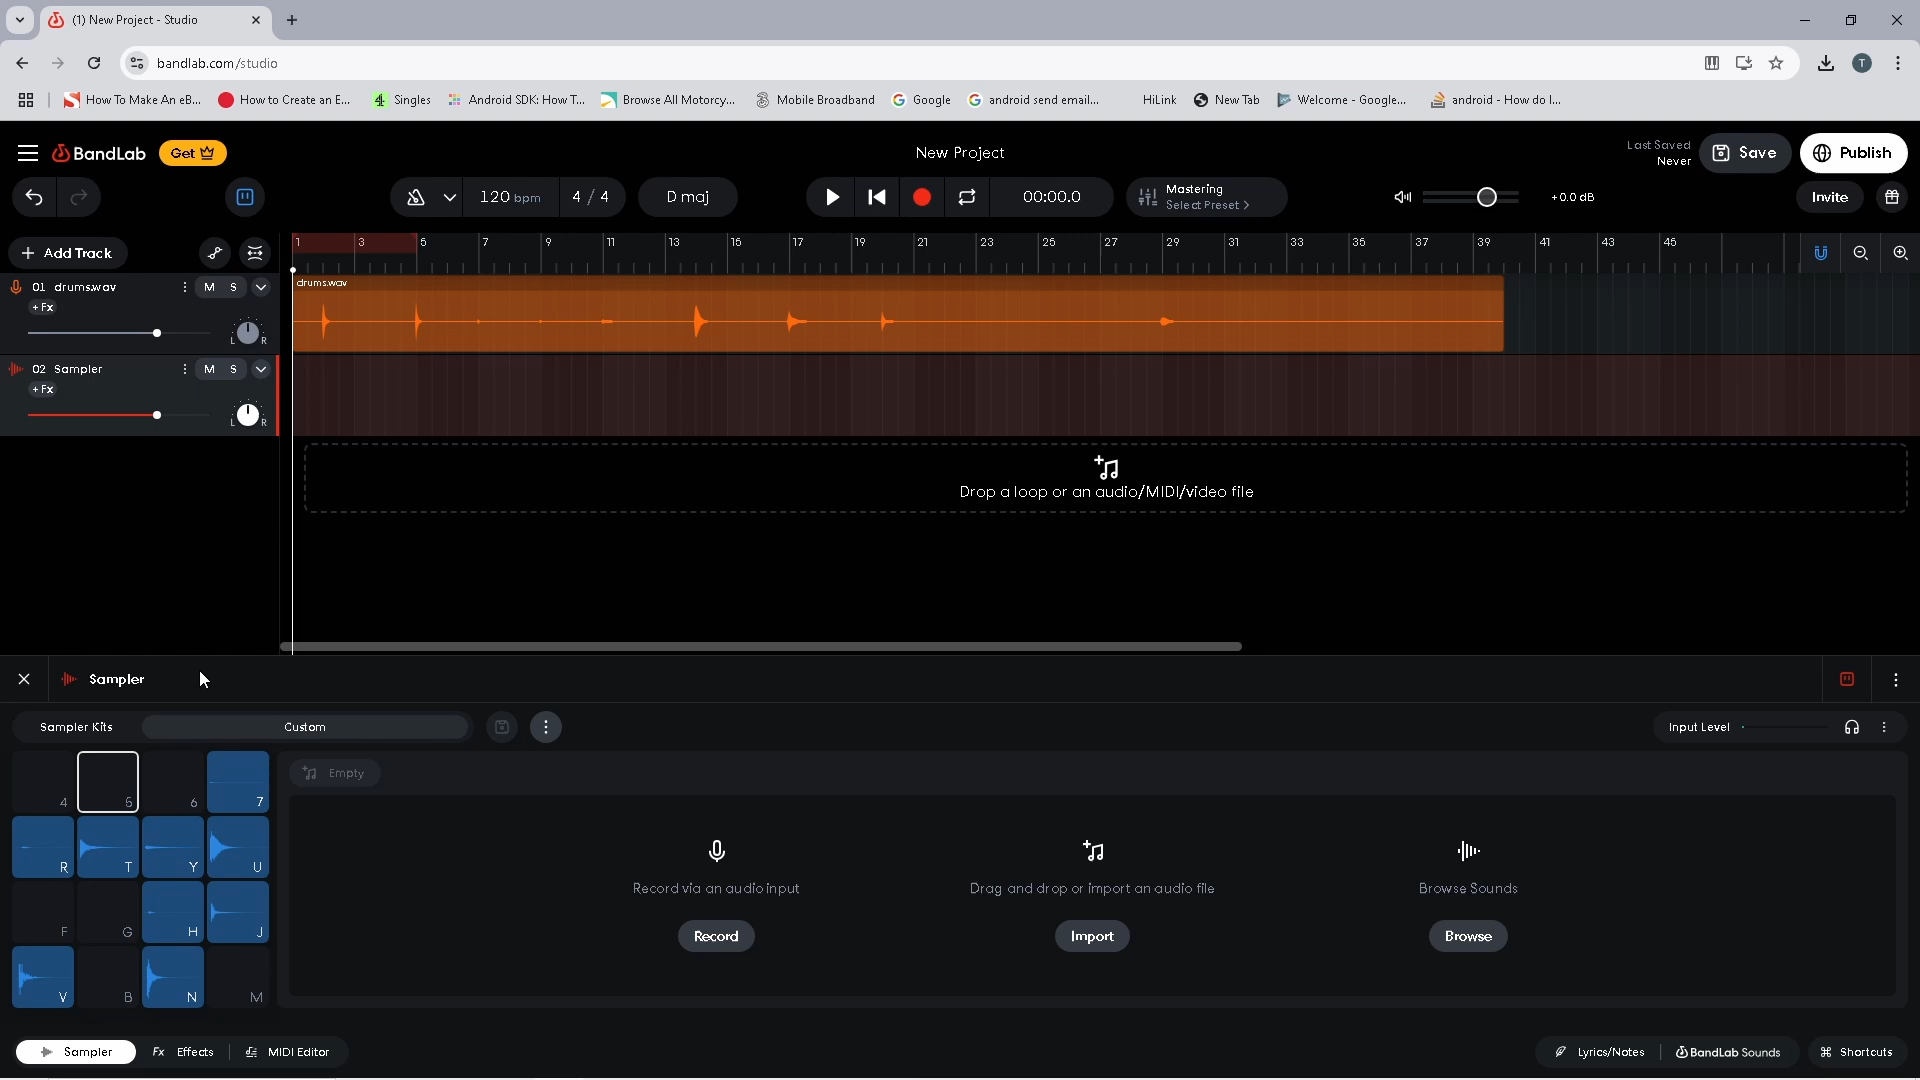 (1) New Project - Studio
bandlab.com/studio
T
How To Make An eB...
How to Create an E...
Singles
Android SDK: How T...
Browse All Motorcy...
Mobile Broadband
Google
android send email...
HiLink
New Tab
Welcome - Google...
android - How do I...
BandLab
Get
New Project
Last Saved
Never
Save
Publish
120 bpm
4 / 4
D maj
00:00.0
Mastering
Select Preset >
+0.0 dB
Invite
+ Add Track
1 3 5 7 9 11 13 15 17 19 21 23 25 27 29 31 33 35 37 39 41 43 45
01 drums.wav
M S
+ Fx
L R
drums.wav
02 Sampler
M S
+ Fx
L R
Drop a loop or an audio/MIDI/video file
Sampler
Sampler Kits
Custom
Input Level
4 5 6 7
Empty
R T Y U
F G H J
V B N M
Record via an audio input
Drag and drop or import an audio file
Browse Sounds
Record
Import
Browse
Sampler
Fx Effects
MIDI Editor
Lyrics/Notes
BandLab Sounds
⌘ Shortcuts